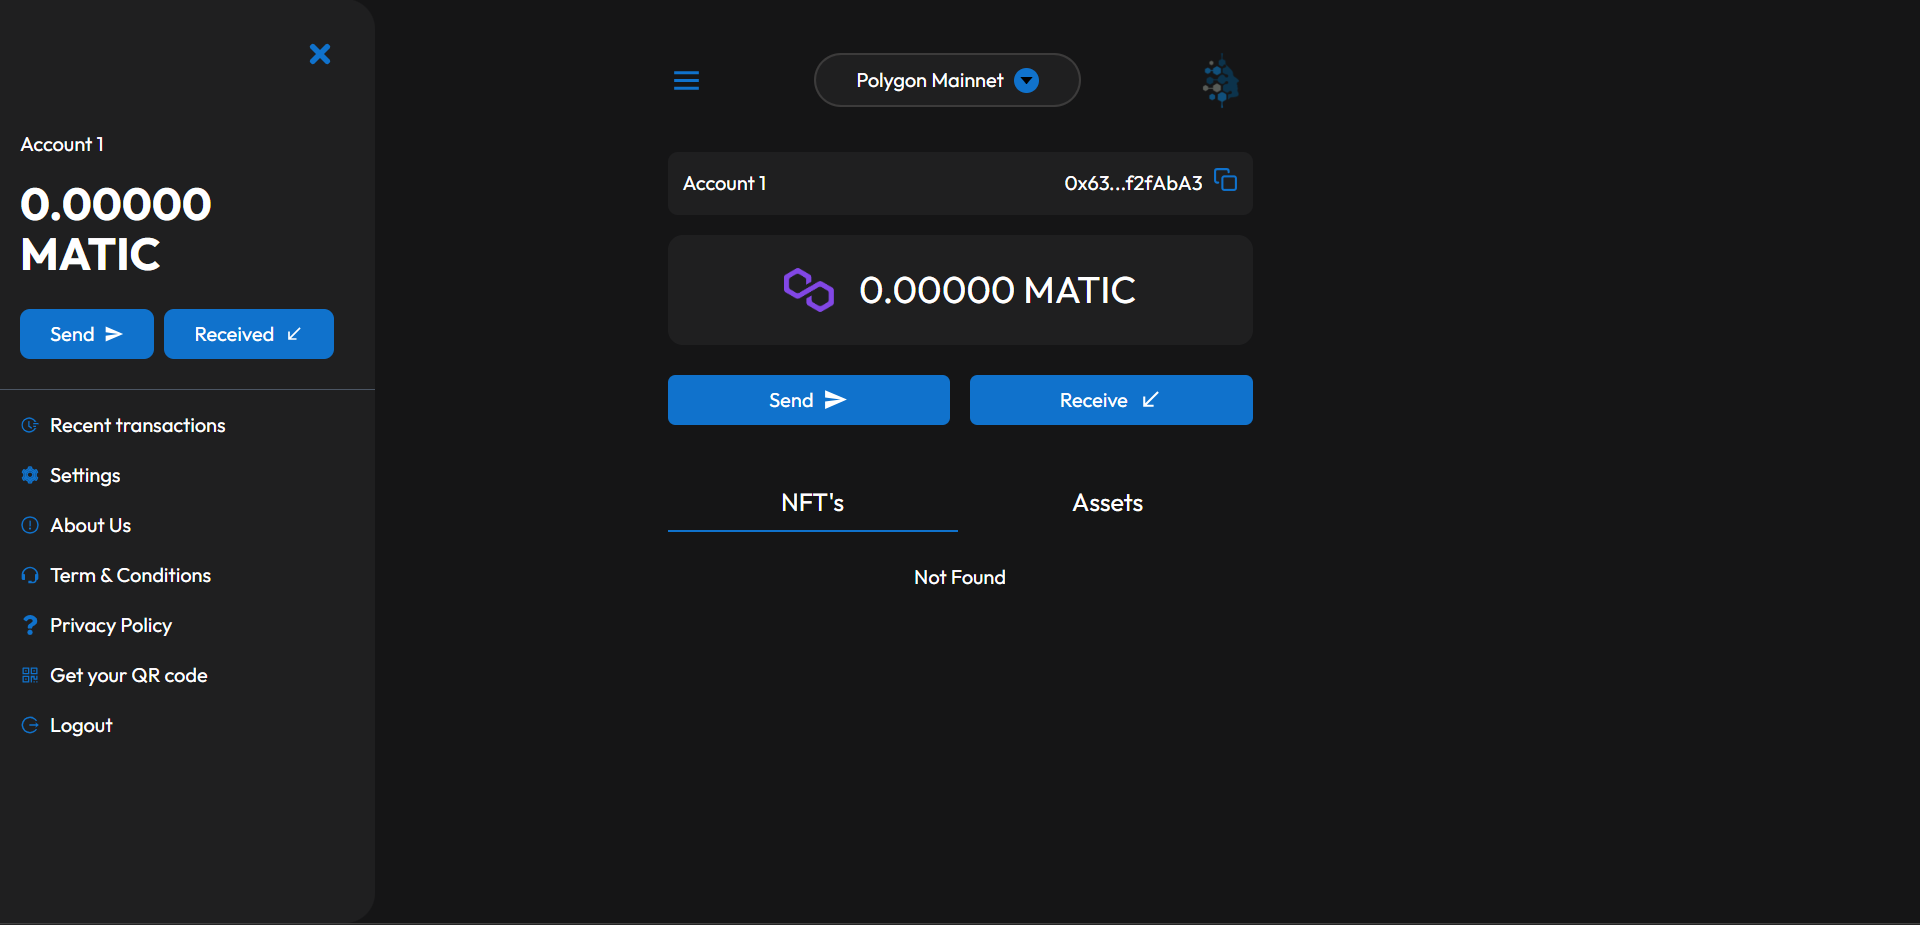 Account 1
0.00000
MATIC
Send
Received
Recent transactions
Settings
About Us
Term & Conditions
Privacy Policy
Get your QR code
Logout
Polygon Mainnet
Account 1
0x63...f2fAbA3
0.00000 MATIC
Send
Receive
NFT's
Assets
Not Found